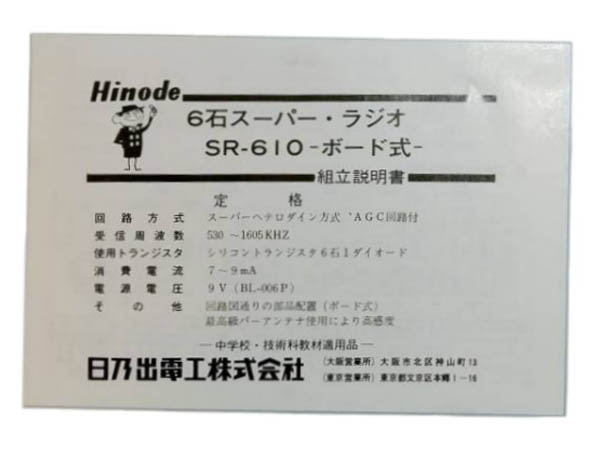 Hinode
6石スーパー・ラジオ
SR-610-ボード式-
組立説明書
定 格
回路方式 スーパーヘテロダイン方式、AGC回路付
受信周波数 530 ～1605KHZ
使用トランジスタ シリコントランジスタ6石1ダイオード
消費電流 7～9mA
電源電圧 9V (BL-006P)
その他 回路図通りの部品配置(ボード式)
最高級バーアンテナ使用により高感度
―中学校・技術科教材適用品―
日乃出電工株式会社 (大阪営業所) 大阪市北区神山町13
(東京営業所) 東京都文京区本郷1－16